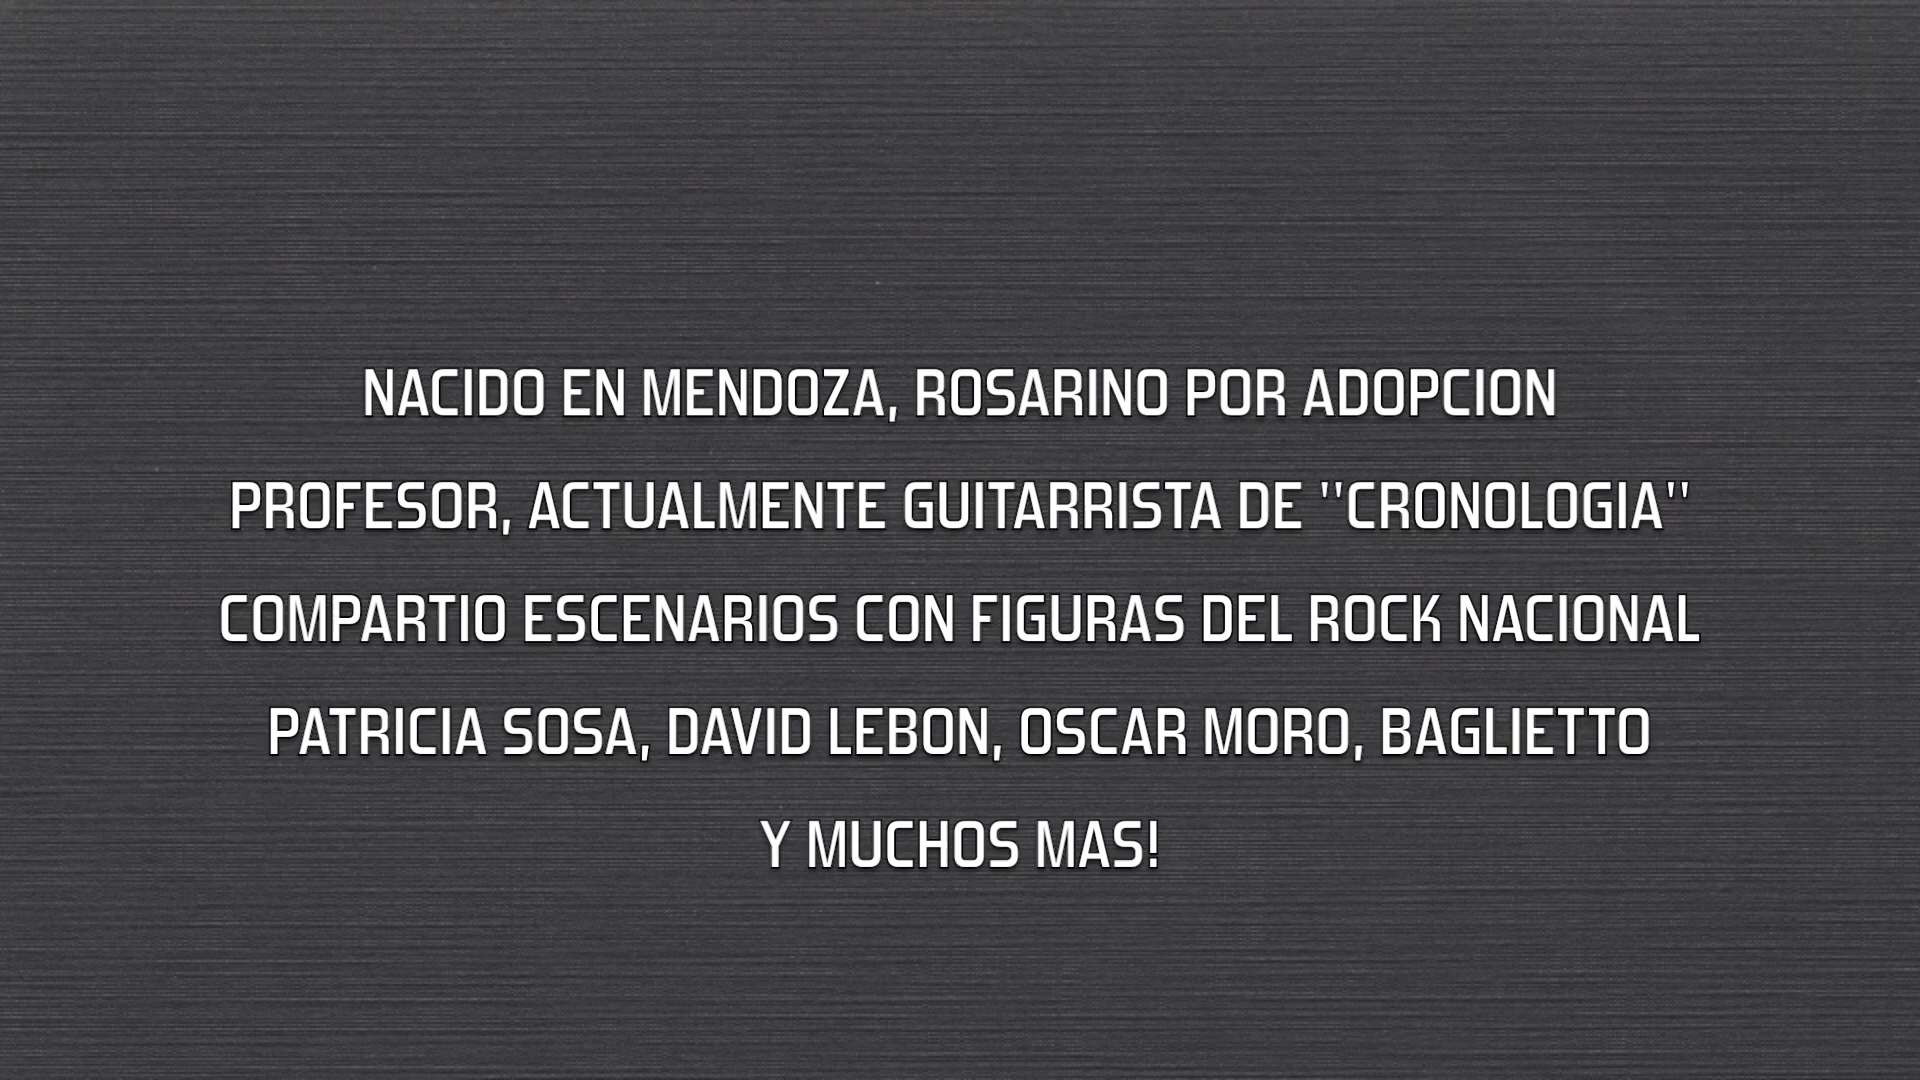 NACIDO EN MENDOZA, ROSARINO POR ADOPCION
PROFESOR, ACTUALMENTE GUITARRISTA DE ''CRONOLOGIA''
COMPARTIO ESCENARIOS CON FIGURAS DEL ROCK NACIONAL
PATRICIA SOSA, DAVID LEBON, OSCAR MORO, BAGLIETTO
Y MUCHOS MAS!